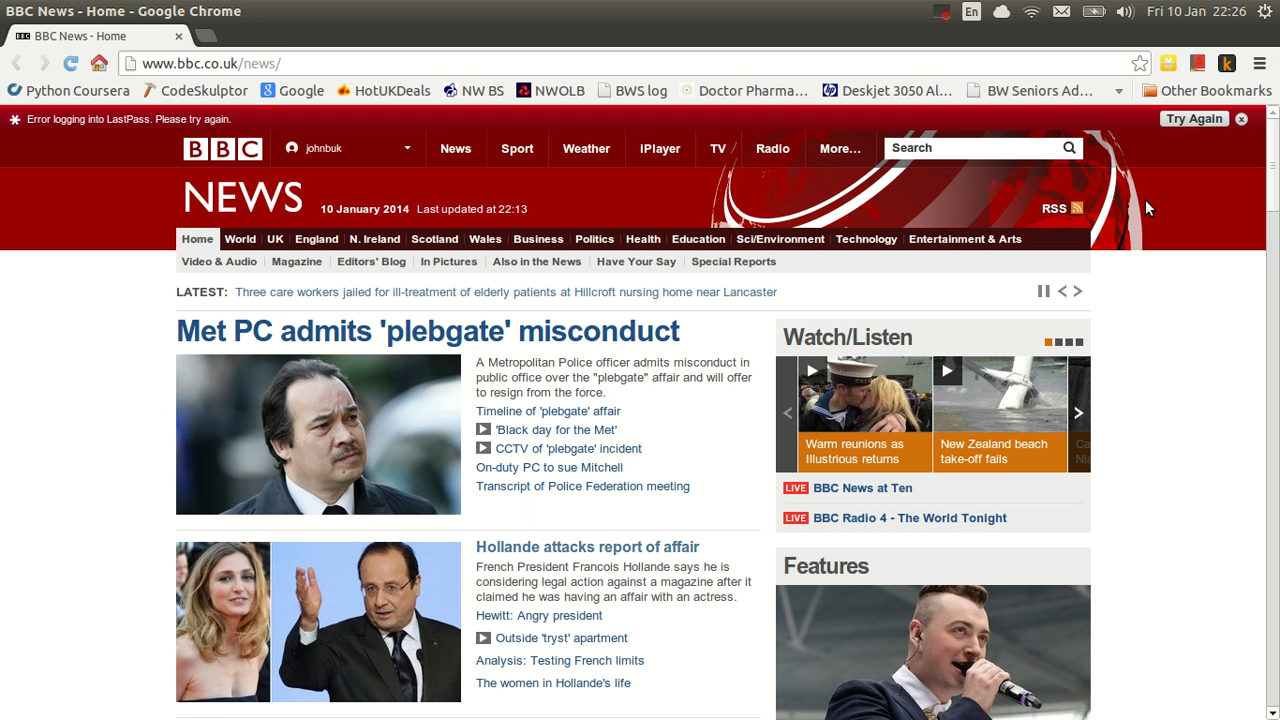 BBC News - Home - Google Chrome
En
Fri 10 Jan 22:26
BBC News - Home
www.bbc.co.uk/news/
Python Coursera
CodeSkulptor
Google
HotUKDeals
NW BS
NWOLB
BWS log
Doctor Pharma...
Deskjet 3050 Al...
BW Seniors Ad...
Other Bookmarks
Error logging into LastPass. Please try again.
Try Again
BBC
johnbuk
News
Sport
Weather
iPlayer
TV
Radio
More...
Search
NEWS
10 January 2014 Last updated at 22:13
RSS
Home World UK England N. Ireland Scotland Wales Business Politics Health Education Sci/Environment Technology Entertainment & Arts
Video & Audio Magazine Editors' Blog In Pictures Also in the News Have Your Say Special Reports
LATEST: Three care workers jailed for ill-treatment of elderly patients at Hillcroft nursing home near Lancaster
Met PC admits 'plebgate' misconduct
A Metropolitan Police officer admits misconduct in
public office over the "plebgate" affair and will offer
to resign from the force.
Timeline of 'plebgate' affair
'Black day for the Met'
CCTV of 'plebgate' incident
On-duty PC to sue Mitchell
Transcript of Police Federation meeting
Hollande attacks report of affair
French President Francois Hollande says he is
considering legal action against a magazine after it
claimed he was having an affair with an actress.
Hewitt: Angry president
Outside 'tryst' apartment
Analysis: Testing French limits
The women in Hollande's life
Watch/Listen
Warm reunions as
Illustrious returns
New Zealand beach
take-off fails
LIVE BBC News at Ten
LIVE BBC Radio 4 - The World Tonight
Features